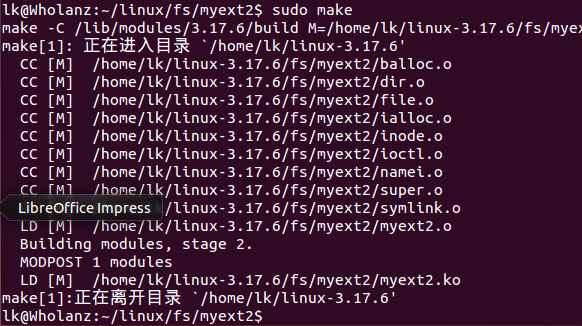 lk@Wholanz:~/linux/fs/myext2$ sudo make
make -C /lib/modules/3.17.6/build M=/home/lk/linux-3.17.6/fs/myex
make[1]: 正在进入目录 `/home/lk/linux-3.17.6'
CC [M] /home/lk/linux-3.17.6/fs/myext2/balloc.o
CC [M] /home/lk/linux-3.17.6/fs/myext2/dir.o
CC [M] /home/lk/linux-3.17.6/fs/myext2/file.o
CC [M] /home/lk/linux-3.17.6/fs/myext2/ialloc.o
CC [M] /home/lk/linux-3.17.6/fs/myext2/inode.o
CC [M] /home/lk/linux-3.17.6/fs/myext2/ioctl.o
CC [M] /home/lk/linux-3.17.6/fs/myext2/namei.o
CC [M] /home/lk/linux-3.17.6/fs/myext2/super.o
LibreOffice Impress /lk/linux-3.17.6/fs/myext2/symlink.o
LD [M] /home/lk/linux-3.17.6/fs/myext2/myext2.o
Building modules, stage 2.
MODPOST 1 modules
LD [M] /home/lk/linux-3.17.6/fs/myext2/myext2.ko
make[1]:正在离开目录 `/home/lk/linux-3.17.6'
lk@Wholanz:~/linux/fs/myext2$